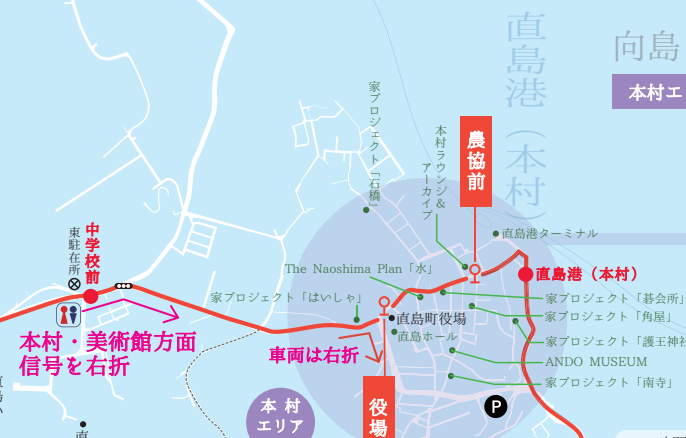 直島港（本村）
向島
本村エ
家プロジェクト「石橋」
本村ラウンジ&
アーカイブ
農協前
直島港ターミナル
中学校前
東駐在所
直島港（本村）
The Naoshima Plan「水」
家プロジェクト「はいしゃ」
家プロジェクト「碁会所」
家プロジェクト「角屋」
直島町役場
直島ホール
家プロジェクト「護王神社
本村・美術館方面
信号を右折
車両は右折
ANDO MUSEUM
家プロジェクト「南寺」
役場
本村
エリア
P
直